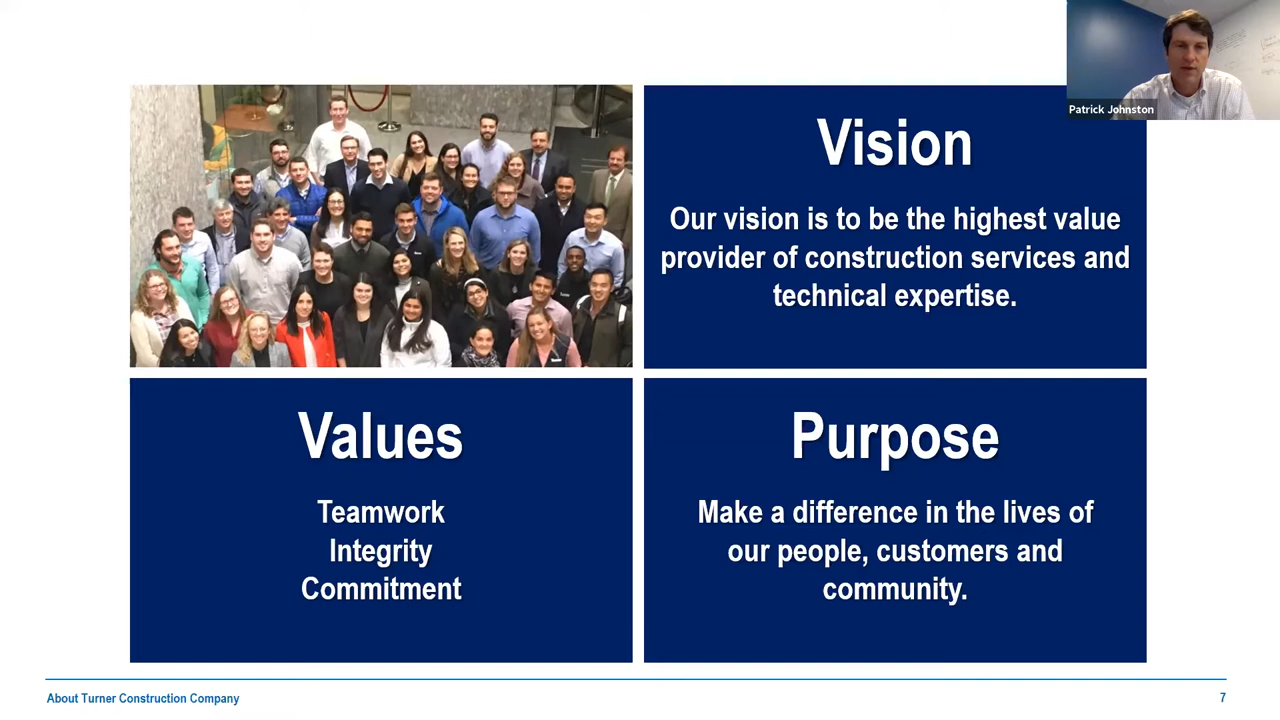 Patrick Johnston
Vision
Our vision is to be the highest value
provider of construction services and
technical expertise.
Values
Teamwork
Integrity
Commitment
Purpose
Make a difference in the lives of
our people, customers and
community.
About Turner Construction Company
7